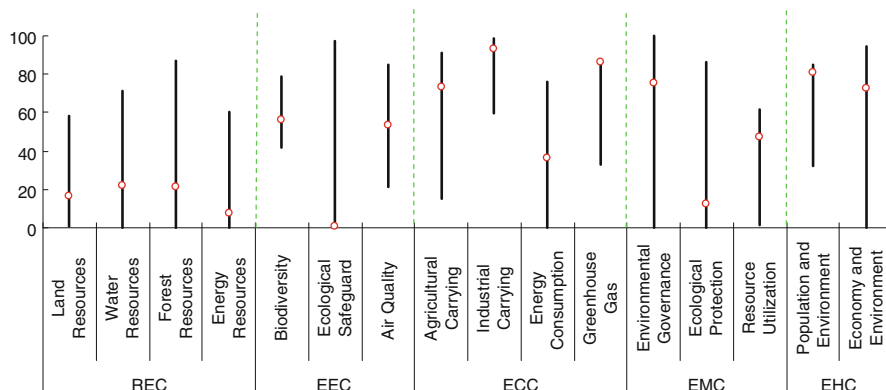 100
80
60
40
20
0
Land
Resources
Water
Resources
Forest
Resources
Energy
Resources
Biodiversity
Ecological
Safeguard
Air Quality
Agricultural
Carrying
Industrial
Carrying
Energy
Consumption
Greenhouse
Gas
Environmental
Governance
Ecological
Protection
Resource
Utilization
Population and
Environment
Economy and
Environment
REC
EEC
ECC
EMC
EHC